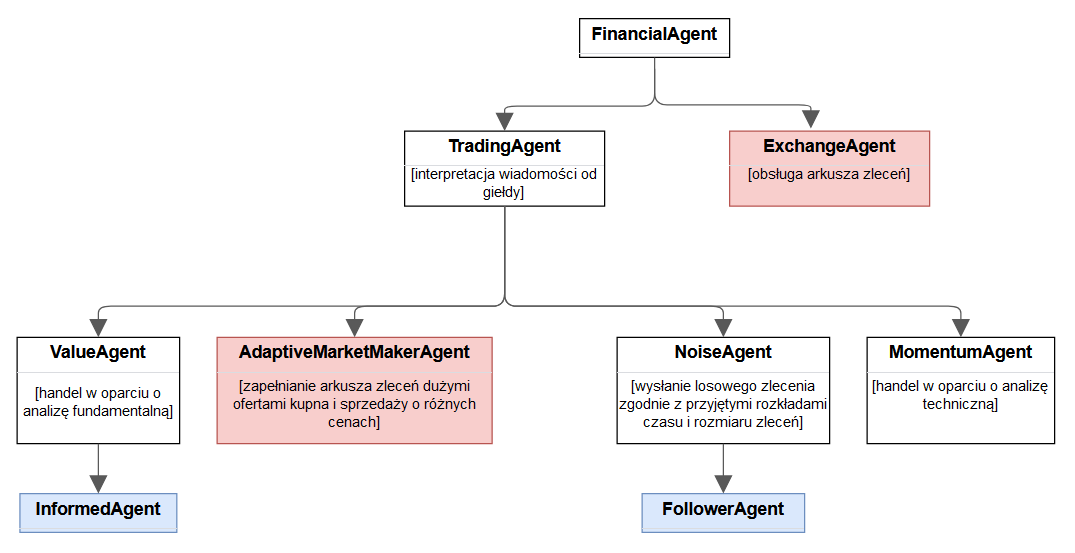 FinancialAgent
TradingAgent
[interpretacja wiadomości od
giełdy]
ExchangeAgent
[obsługa arkusza zleceń]
ValueAgent
[handel w oparciu o
analizę fundamentalną]
AdaptiveMarketMakerAgent
[zapełnianie arkusza zleceń dużymi
ofertami kupna i sprzedaży o różnych
cenach]
NoiseAgent
[wysłanie losowego zlecenia
zgodnie z przyjętymi rozkładami
czasu i rozmiaru zleceń]
MomentumAgent
[handel w oparciu o analizę
techniczną]
InformedAgent
FollowerAgent